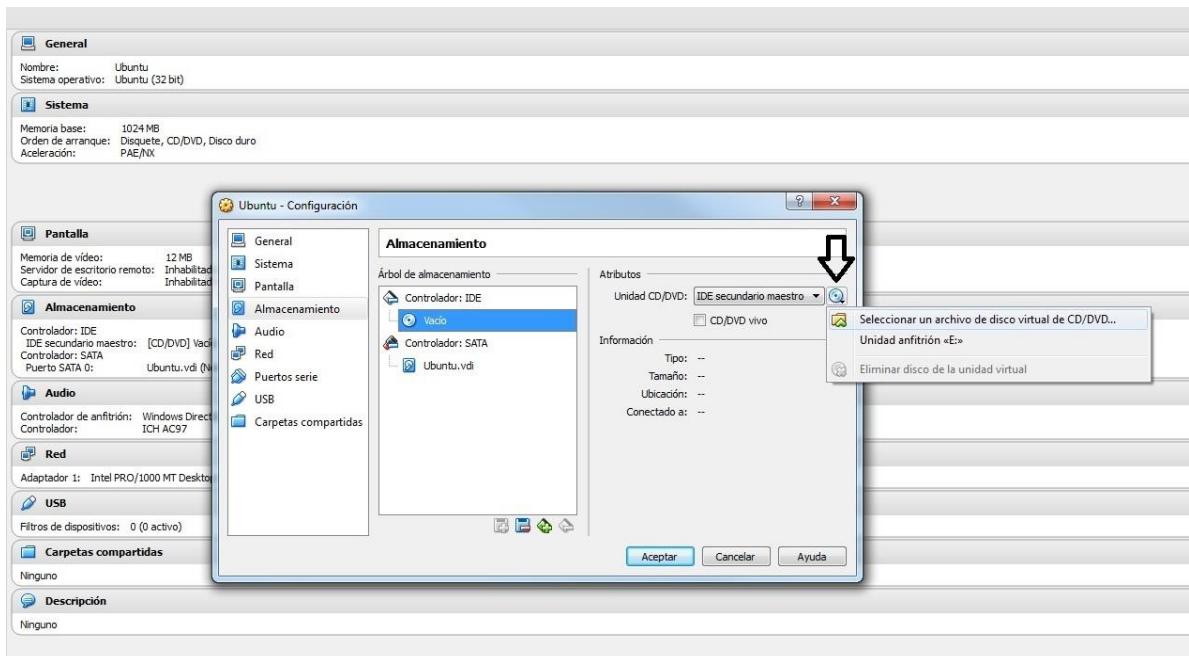 General
Nombre: Ubuntu
Sistema operativo: Ubuntu (32 bit)
Sistema
Memoria base: 1024 MB
Orden de arranque: Disquete, CD/DVD, Disco duro
Aceleración: PAE/NX
Pantalla
Memoria de vídeo: 12 MB
Servidor de escritorio remoto: Inhabilitad
Captura de vídeo: Inhabilitad
Almacenamiento
Controlador: IDE
IDE secundario maestro: [CD/DVD] Vací
Controlador: SATA
Puerto SATA 0: Ubuntu.vdi (N
Audio
Controlador de anfitrión: Windows Direct
Controlador: ICH AC97
Red
Adaptador 1: Intel PRO/1000 MT Deskto
USB
Filtros de dispositivos: 0 (0 activo)
Carpetas compartidas
Ninguno
Descripción
Ninguno
Ubuntu - Configuración
General
Sistema
Pantalla
Almacenamiento
Audio
Red
Puertos serie
USB
Carpetas compartidas
Almacenamiento
Árbol de almacenamiento
Controlador: IDE
Vacío
Controlador: SATA
Ubuntu.vdi
Atributos
Unidad CD/DVD: IDE secundario maestro
CD/DVD vivo
Información
Tipo: --
Tamaño: --
Ubicación: --
Conectado a: --
Seleccionar un archivo de disco virtual de CD/DVD...
Unidad anfitrión «E:»
Eliminar disco de la unidad virtual
Aceptar Cancelar Ayuda